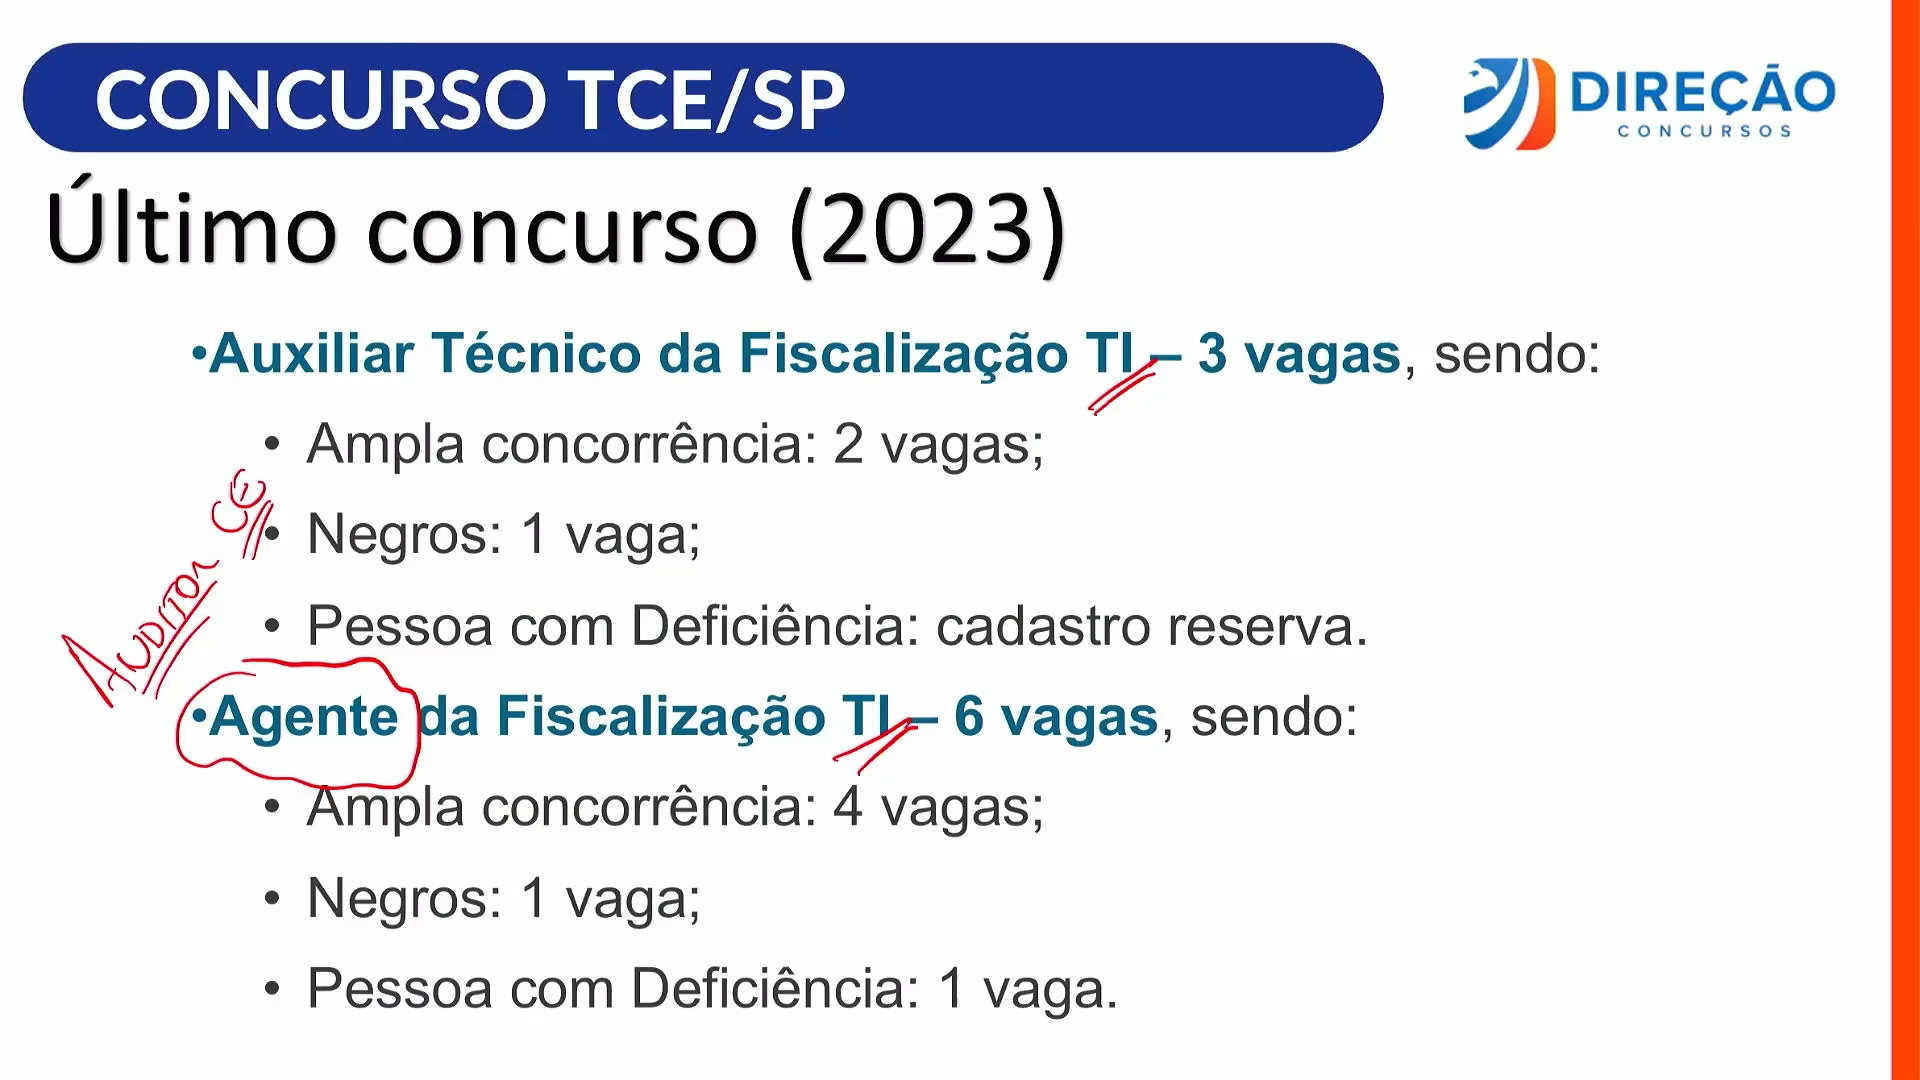 CONCURSO TCE/SP
DIREÇÃO
CONCURSOS
Último concurso (2023)
•Auxiliar Técnico da Fiscalização TI – 3 vagas, sendo:
• Ampla concorrência: 2 vagas;
• Negros: 1 vaga;
• Pessoa com Deficiência: cadastro reserva.
AUDITOR CE
•Agente da Fiscalização TI – 6 vagas, sendo:
• Ampla concorrência: 4 vagas;
• Negros: 1 vaga;
• Pessoa com Deficiência: 1 vaga.